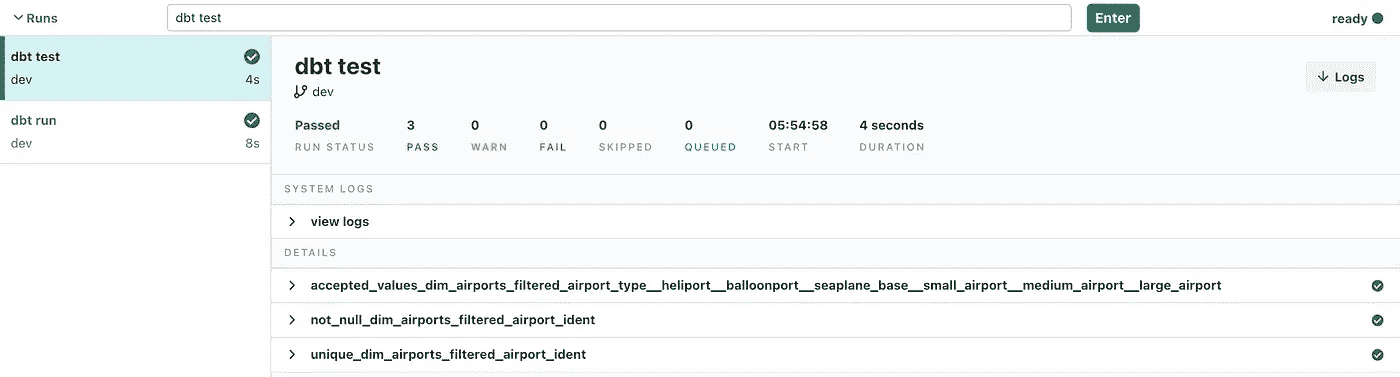 Runs
dbt test
Enter
ready
dbt test
dev
4s
dbt run
dev
8s
dbt test
dev
Logs
Passed 3 0 0 0 0 05:54:58 4 seconds
RUN STATUS PASS WARN FAIL SKIPPED QUEUED START DURATION
SYSTEM LOGS
view logs
DETAILS
accepted_values_dim_airports_filtered_airport_type__heliport__balloonport__seaplane_base__small_airport__medium_airport__large_airport
not_null_dim_airports_filtered_airport_ident
unique_dim_airports_filtered_airport_ident